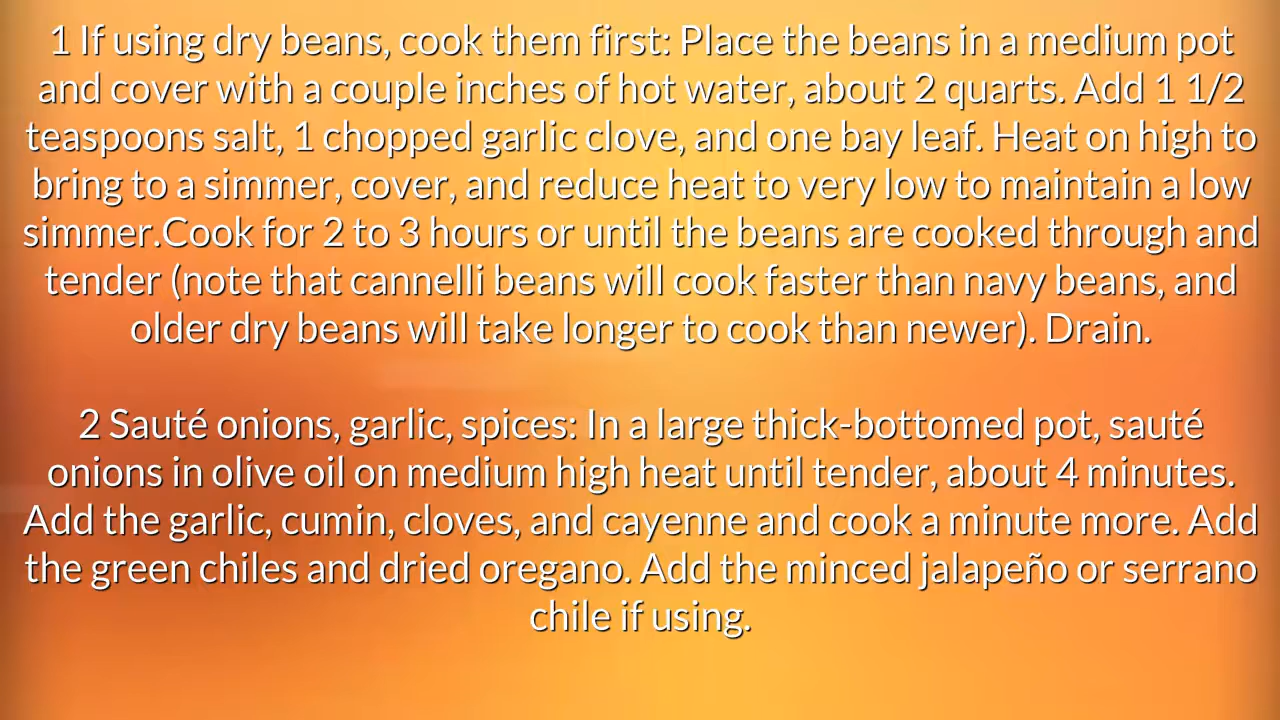 1 If using dry beans, cook them first: Place the beans in a medium pot
and cover with a couple inches of hot water, about 2 quarts. Add 1 1/2
teaspoons salt, 1 chopped garlic clove, and one bay leaf. Heat on high to
bring to a simmer, cover, and reduce heat to very low to maintain a low
simmer.Cook for 2 to 3 hours or until the beans are cooked through and
tender (note that cannelli beans will cook faster than navy beans, and
older dry beans will take longer to cook than newer). Drain.
2 Sauté onions, garlic, spices: In a large thick-bottomed pot, sauté
onions in olive oil on medium high heat until tender, about 4 minutes.
Add the garlic, cumin, cloves, and cayenne and cook a minute more. Add
the green chiles and dried oregano. Add the minced jalapeño or serrano
chile if using.